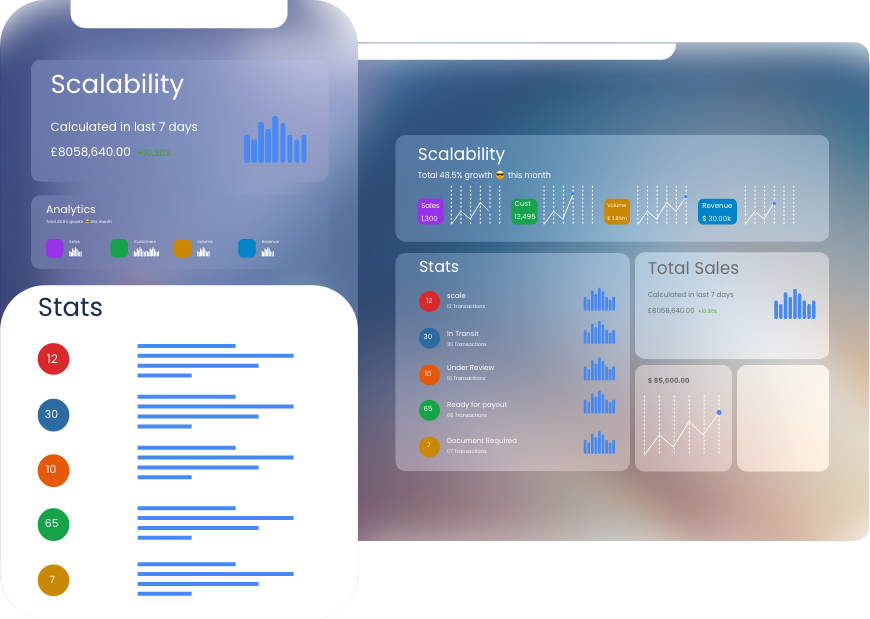 Scalability
Calculated in last 7 days
£8058,640.00 +10.20%
Analytics
Total 48.5% growth 😎 this month
Sales
Customers
Volume
Revenue
Stats
12
30
10
65
7
Scalability
Total 48.5% growth 😎 this month
Sales
1,300
Cust
13,495
Volume
$ 3.85m
Revenue
$ 30.00k
Stats
12
scale
12 Transactions
30
In Transit
30 Transactions
10
Under Review
10 Transactions
65
Ready for payout
65 Transactions
7
Document Required
07 Transactions
Total Sales
Calculated in last 7 days
£8058,640.00 +10.20%
$ 85,000.00